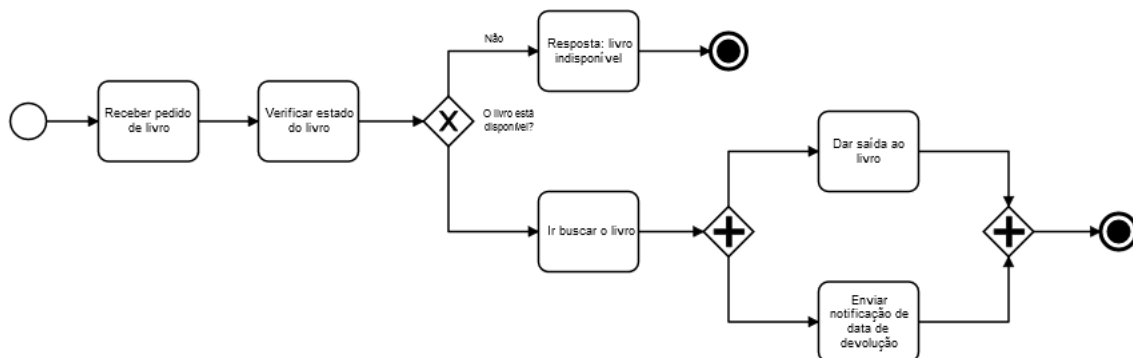 Receber pedido
de livro
Verificar estado
do livro
Não
O livro está
disponível?
Resposta: livro
indisponível
Ir buscar o livro
Dar saída ao
livro
Enviar
notificação de
data de
devolução